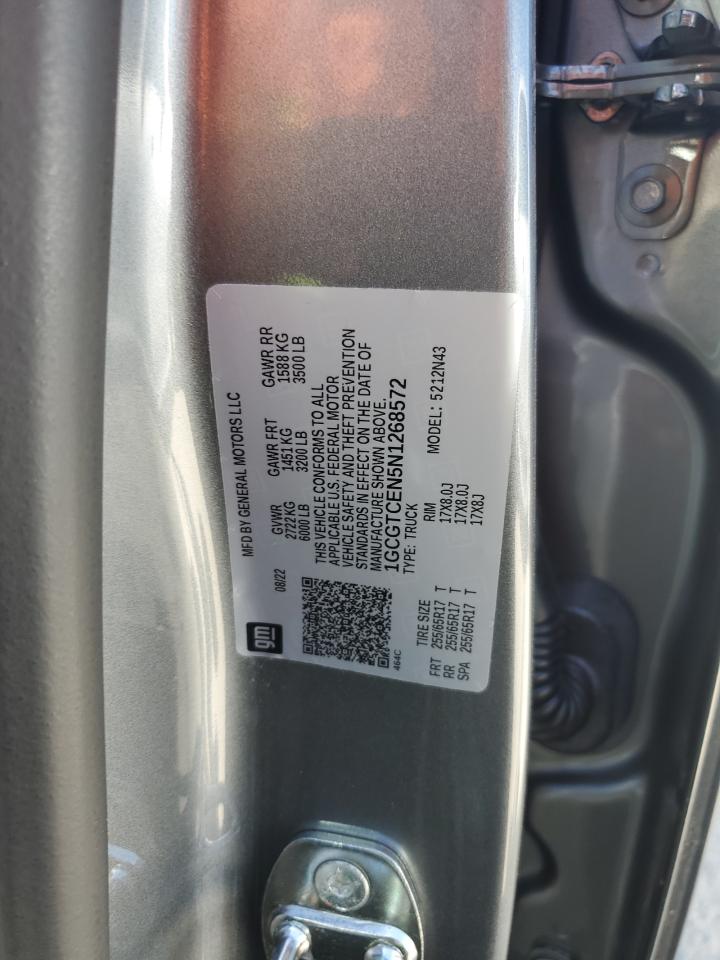 gm
MFD BY GENERAL MOTORS LLC
08/22
GVWR GAWR FRT GAWR RR
2722 KG 1451 KG 1588 KG
6000 LB 3200 LB 3500 LB
THIS VEHICLE CONFORMS TO ALL
APPLICABLE U.S. FEDERAL MOTOR
VEHICLE SAFETY AND THEFT PREVENTION
STANDARDS IN EFFECT ON THE DATE OF
MANUFACTURE SHOWN ABOVE.
1GCGTCEN5N1268572
464C
TYPE: TRUCK
MODEL: 5212N43
TIRE SIZE RIM
FRT 255/65R17 T 17X8.0J
RR 255/65R17 T 17X8.0J
SPA 255/65R17 T 17X8J